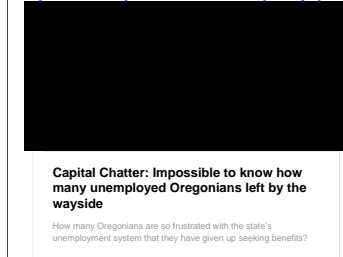 Capital Chatter: Impossible to know how
many unemployed Oregonians left by the
wayside
How many Oregonians are so frustrated with the state's
unemployment system that they have given up seeking benefits?